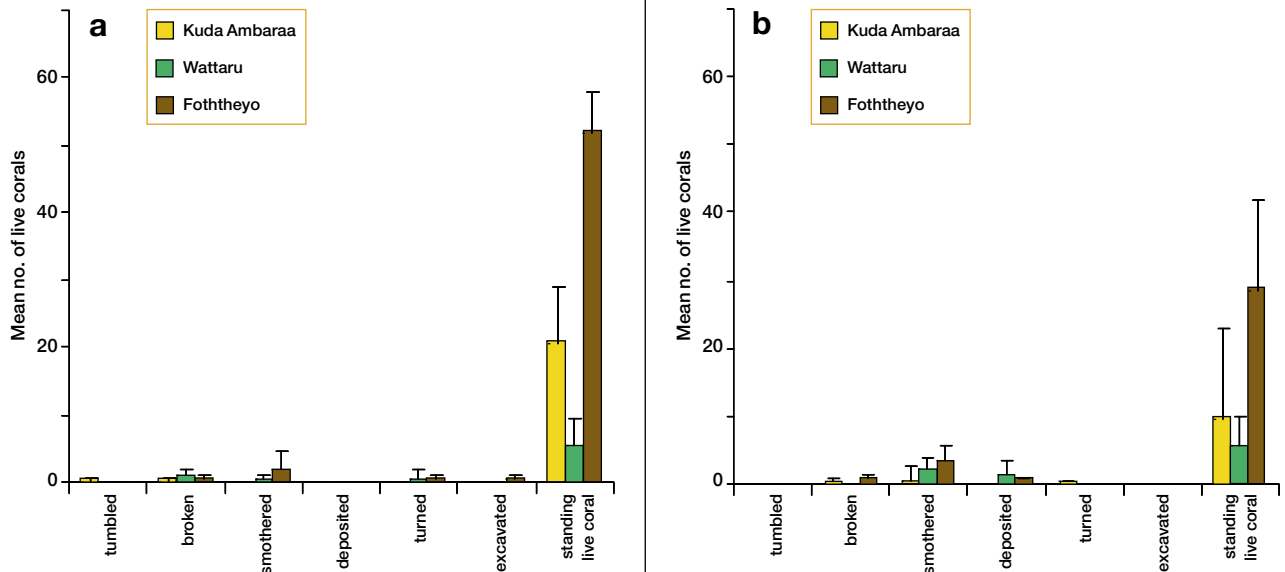 a
Kuda Ambaraa
Wattaru
Foththeyo
Mean no. of live corals
60
40
20
0
tumbled
broken
smothered
deposited
turned
excavated
standing
live coral
b
Kuda Ambaraa
Wattaru
Foththeyo
Mean no. of live corals
60
40
20
0
tumbled
broken
smothered
deposited
turned
excavated
standing
live coral